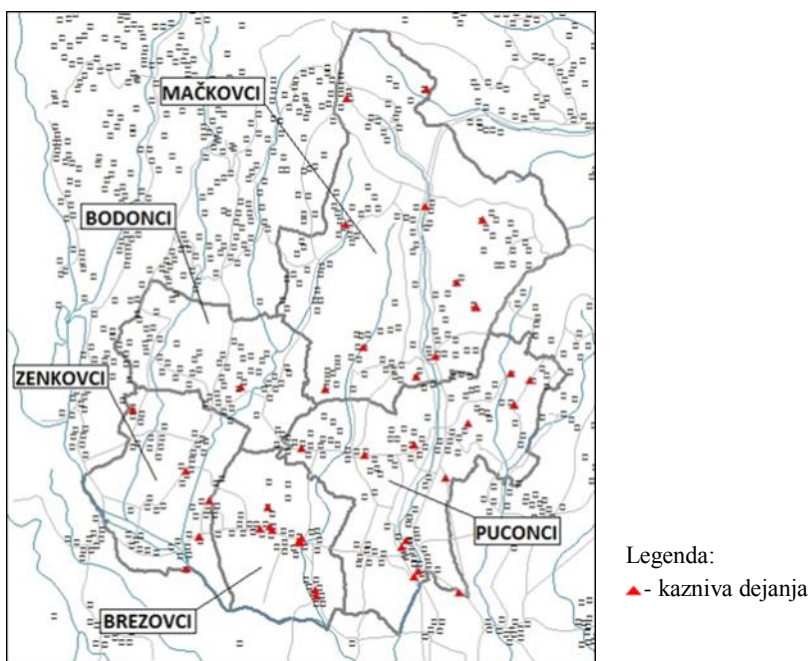 MAČKOVCI
BODONCI
ZENKOVCI
PUCONCI
BREZOVCI
Legenda:
- kazniva dejanja